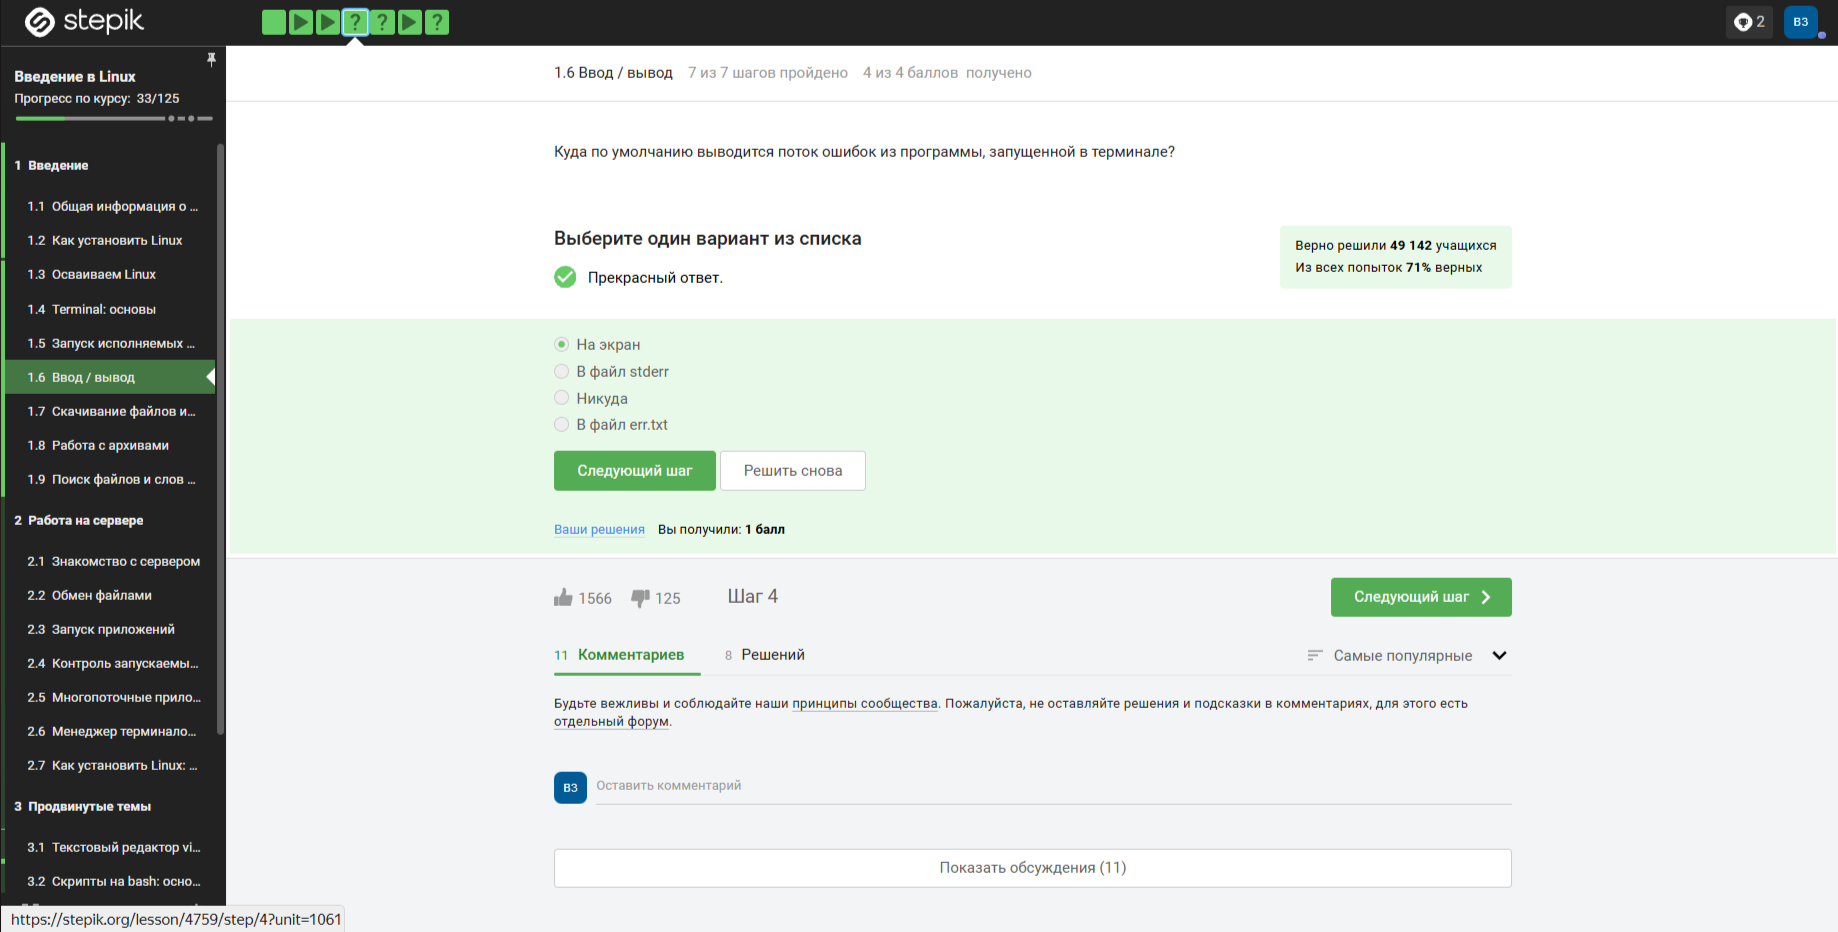 stepik
? ? ?
2
ВЗ
Введение в Linux
Прогресс по курсу: 33/125
1 Введение
1.1 Общая информация о ...
1.2 Как установить Linux
1.3 Осваиваем Linux
1.4 Terminal: основы
1.5 Запуск исполняемых ...
1.6 Ввод / вывод
1.7 Скачивание файлов и...
1.8 Работа с архивами
1.9 Поиск файлов и слов ...
2 Работа на сервере
2.1 Знакомство с сервером
2.2 Обмен файлами
2.3 Запуск приложений
2.4 Контроль запускаемы...
2.5 Многопоточные прило...
2.6 Менеджер терминало...
2.7 Как установить Linux: ...
3 Продвинутые темы
3.1 Текстовый редактор vi...
3.2 Скрипты на bash: осно...
https://stepik.org/lesson/4759/step/4?unit=1061
1.6 Ввод / вывод 7 из 7 шагов пройдено 4 из 4 баллов получено
Куда по умолчанию выводится поток ошибок из программы, запущенной в терминале?
Выберите один вариант из списка
Прекрасный ответ.
Верно решили 49 142 учащихся
Из всех попыток 71% верных
На экран
В файл stderr
Никуда
В файл err.txt
Следующий шаг
Решить снова
Ваши решения Вы получили: 1 балл
1566 125 Шаг 4
Следующий шаг
11 Комментариев
8 Решений
Самые популярные
Будьте вежливы и соблюдайте наши принципы сообщества. Пожалуйста, не оставляйте решения и подсказки в комментариях, для этого есть
отдельный форум.
ВЗ
Оставить комментарий
Показать обсуждения (11)